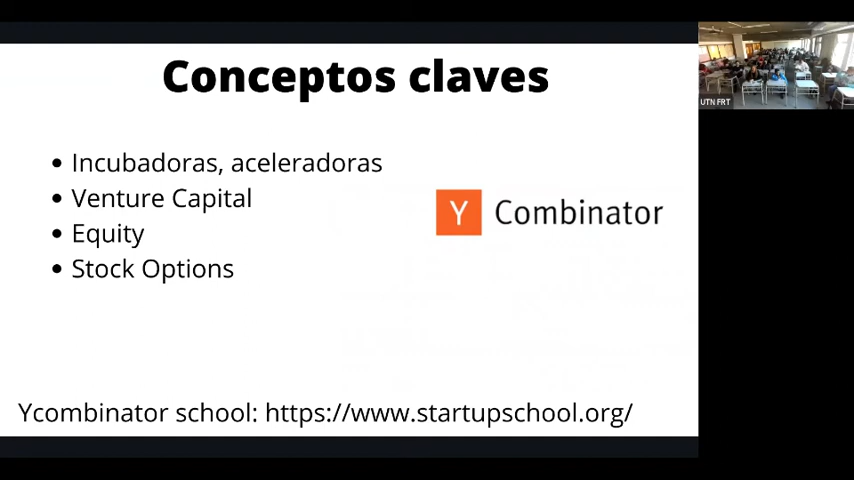 Conceptos claves
• Incubadoras, aceleradoras
• Venture Capital
• Equity
• Stock Options
Y Combinator
Ycombinator school: https://www.startupschool.org/
UTN FRT